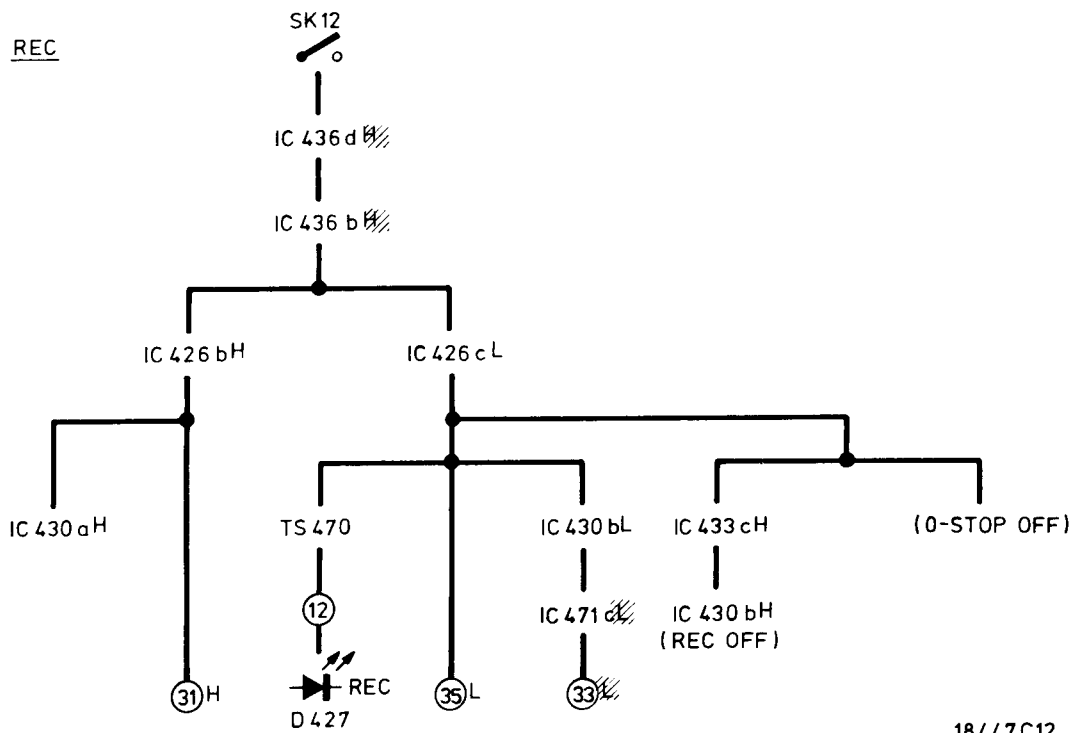 SK12
REC
IC 436 d H
IC 436 b H
IC 426 b H
IC 426 c L
IC 430 a H
TS 470
IC 430 b L
IC 433 c H
(0-STOP OFF)
12
IC 471 c L
IC 430 b H
(REC OFF)
31 H
REC
35 L
33 L
D 427